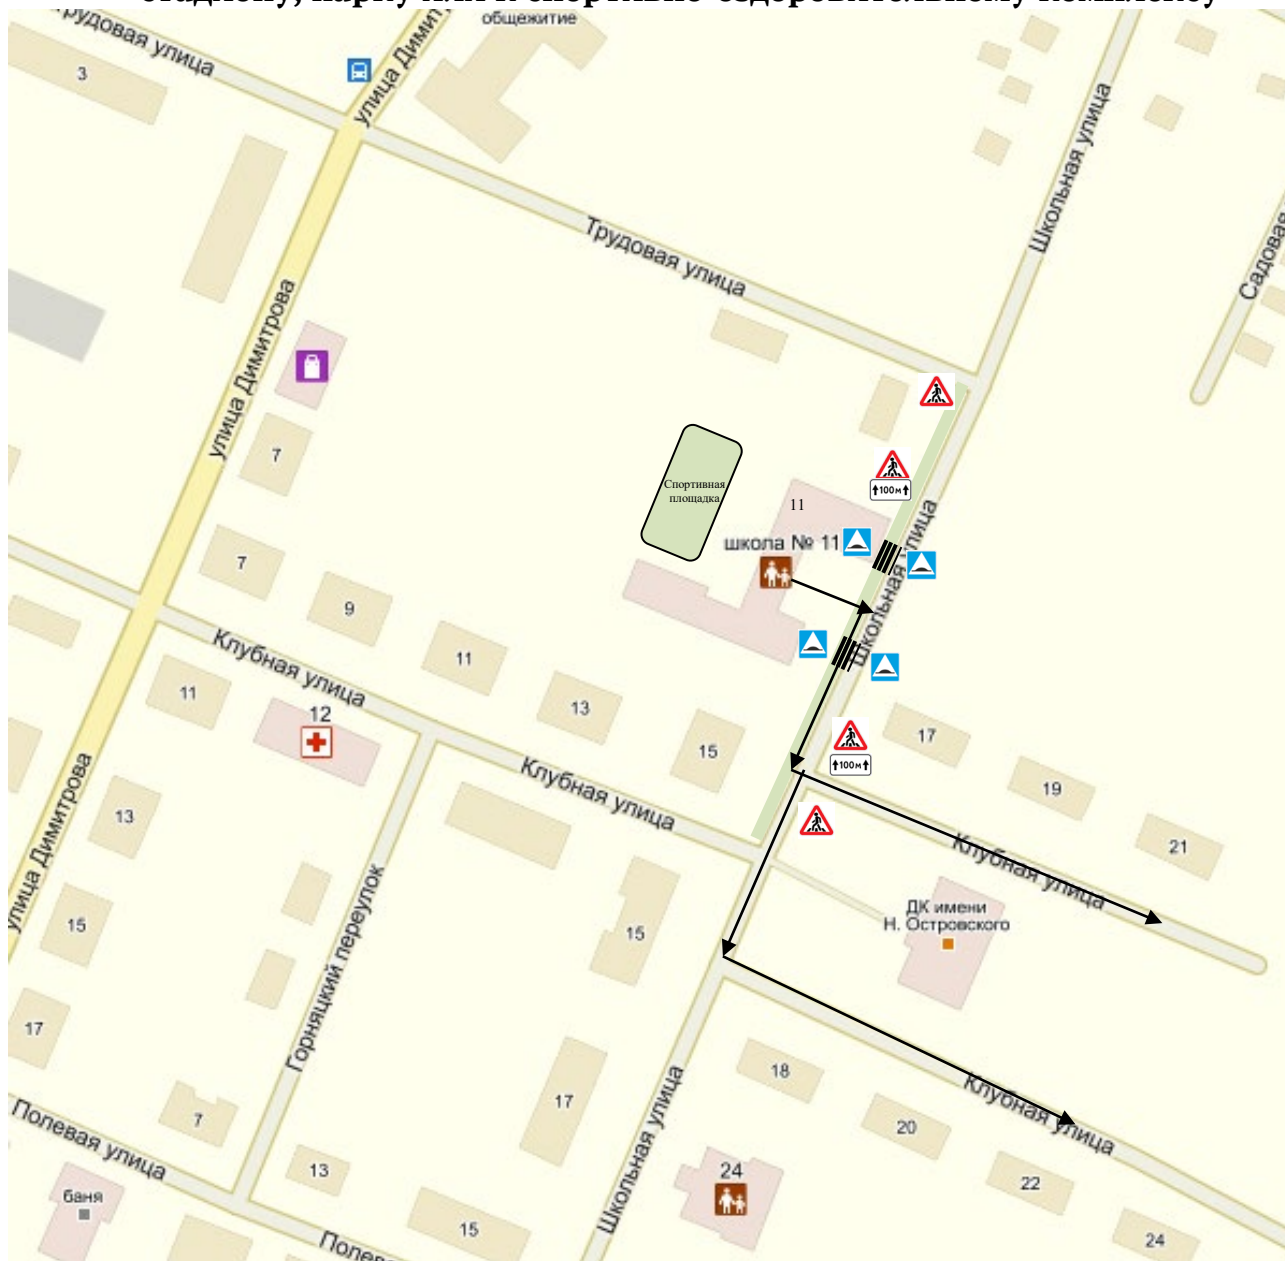 стадиону, парку или к спортивно-оздоровительному комплексу
общежитие
Трудовая улица
3
улица Димитрова
Школьная улица
Трудовая улица
Садовая
улица Димитрова
7
Спортивная
площадка
11
школа № 11
100м
Школьная улица
7
9
11
13
15
Клубная улица
11
12
17
19
21
100м
Клубная улица
13
Клубная улица
улица Димитрова
15
15
ДК имени
Н. Островского
Горняцкий переулок
17
18
20
22
24
Клубная улица
17
7
Полевая улица
13
Школьная улица
24
баня
15
Полевая